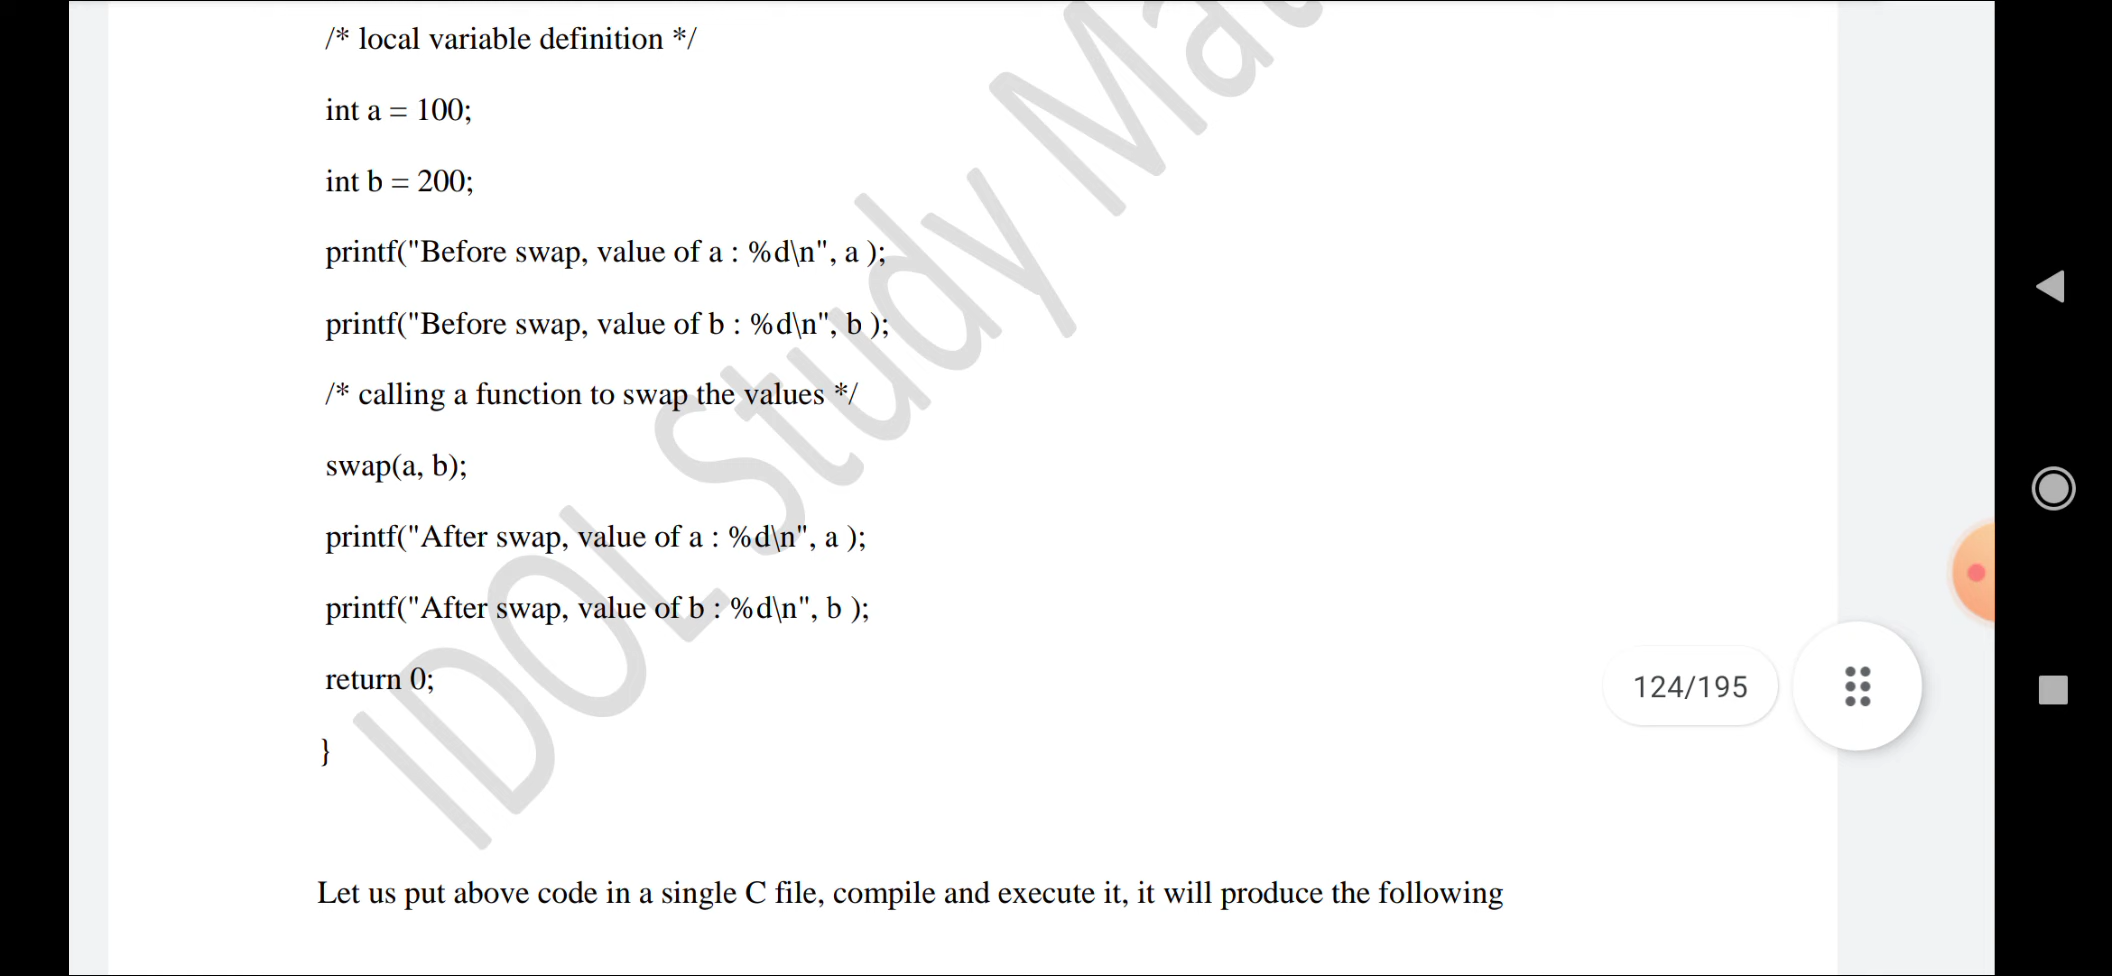 /* local variable definition */
int a = 100;
int b = 200;
printf("Before swap, value of a : %d\n", a );
printf("Before swap, value of b : %d\n", b );
/* calling a function to swap the values */
swap(a, b);
printf("After swap, value of a : %d\n", a );
printf("After swap, value of b : %d\n", b );
return 0;
}
124/195
Let us put above code in a single C file, compile and execute it, it will produce the following
IDOL Study Mat